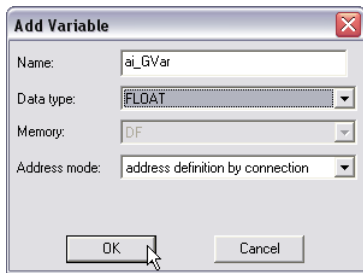 Add Variable
Name: ai_GVar
Data type: FLOAT
Memory: DF
Address mode: address definition by connection
OK Cancel